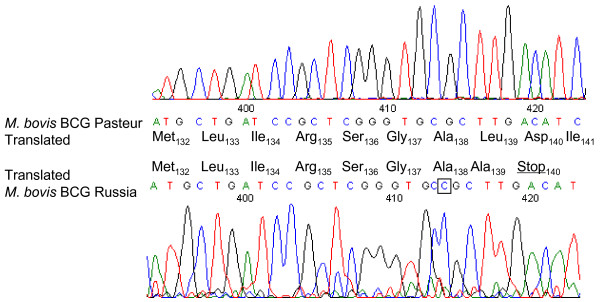 400 410 420
M. bovis BCG Pasteur A T G C T G A T C C G C T C G G G T G C G C T T G A C A T C
Translated Met132 Leu133 Ile134 Arg135 Ser136 Gly137 Ala138 Leu139 Asp140 Ile141
Translated Met132 Leu133 Ile134 Arg135 Ser136 Gly137 Ala138 Ala139 Stop140
M. bovis BCG Russia A T G C T G A T C C G C T C G G G T G C C G C T T G A C A T
400 410 420